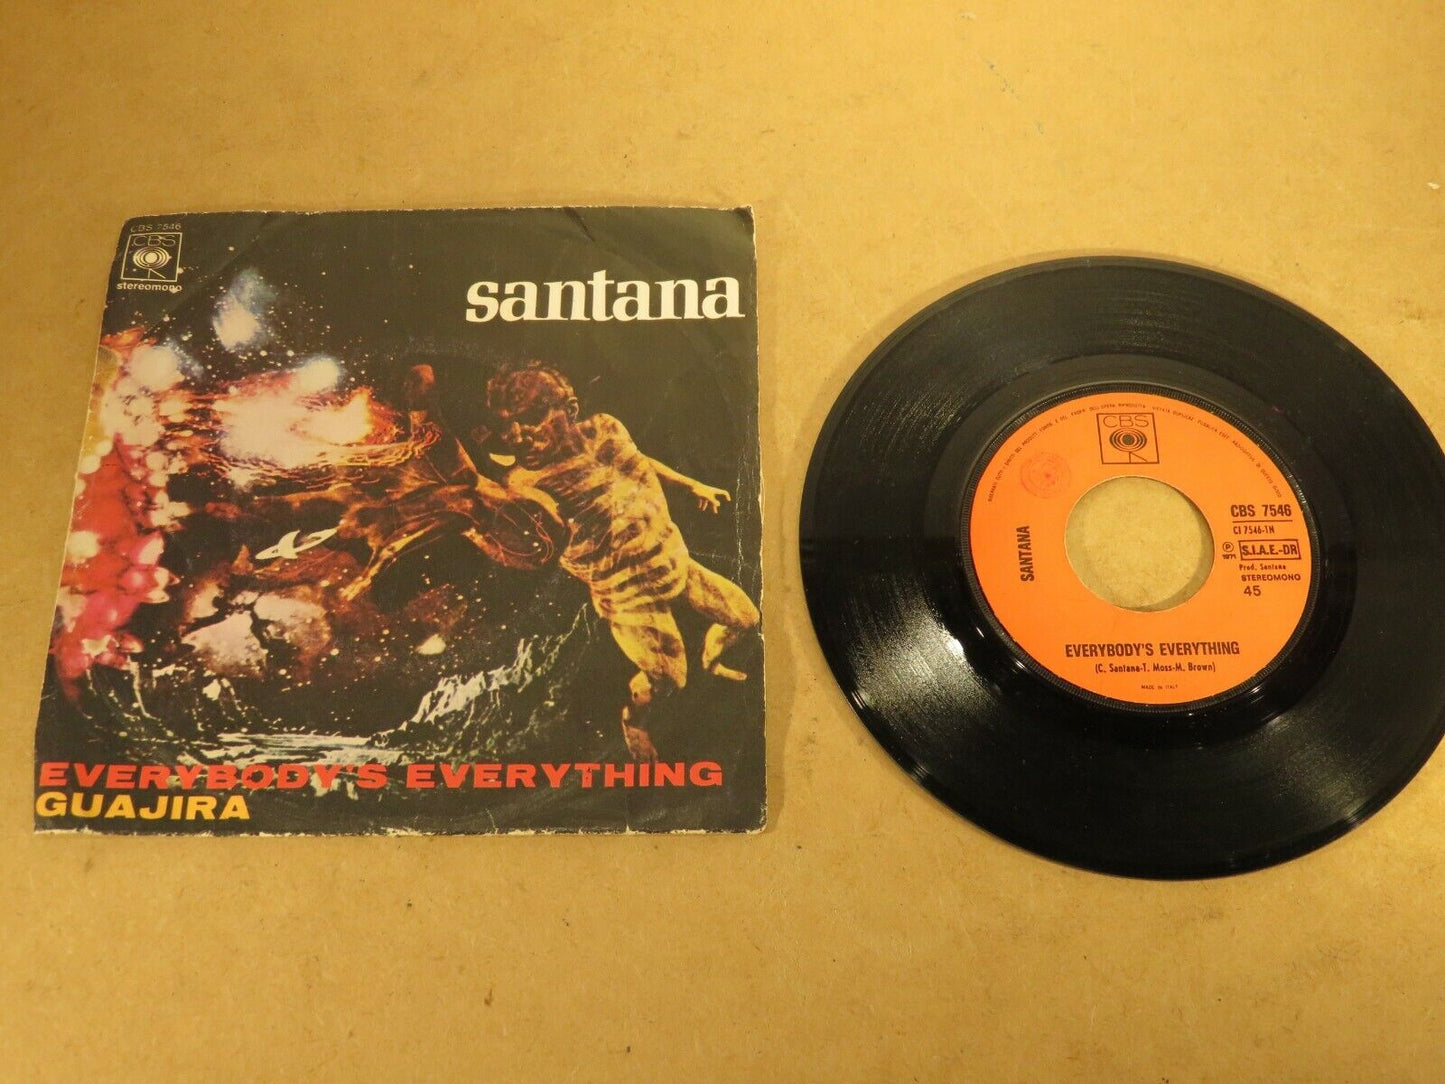 CBS 7546
CBS
stereomono
santana
EVERYBODY'S EVERYTHING
GUAJIRA
CBS
SANTANA
CBS 7546
CI 7546-1N
℗ 1971
S.I.A.E.-DR
Prod. Santana
STEREOMONO
45
EVERYBODY'S EVERYTHING
(C. Santana-T. Moss-M. Brown)
MADE IN ITALY